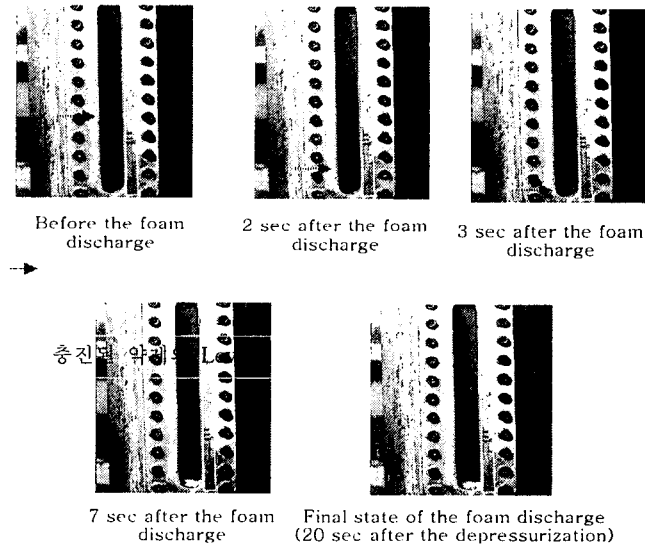 Before the foam
discharge
2 sec after the foam
discharge
3 sec after the foam
discharge
충진될 약제의
7 sec after the foam
discharge
Final state of the foam discharge
(20 sec after the depressurization)